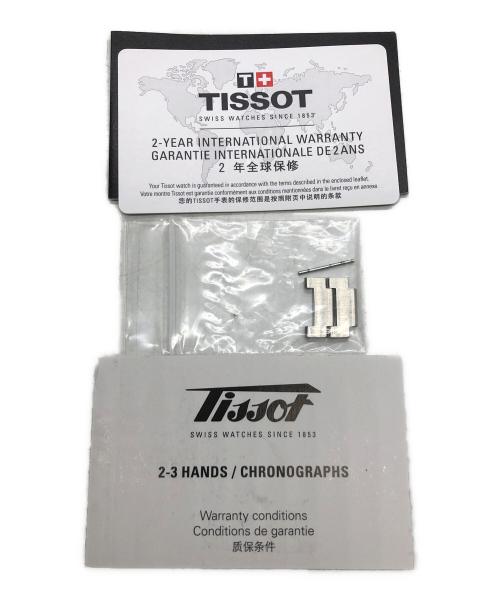 T+
TISSOT
SWISS WATCHES SINCE 1853
2-YEAR INTERNATIONAL WARRANTY
GARANTIE INTERNATIONALE DE 2 ANS
2 年全球保修
Your Tissot watch is guaranteed in accordance with the terms described in the enclosed leaflet.
Votre montre Tissot est garantie conformément aux conditions mentionnées dans le livret reçu en annexe
您的TISSOT手表的保修范围是按照附页中说明的条款
Tissot
SWISS WATCHES SINCE 1853
2-3 HANDS / CHRONOGRAPHS
Warranty conditions
Conditions de garantie
质保条件